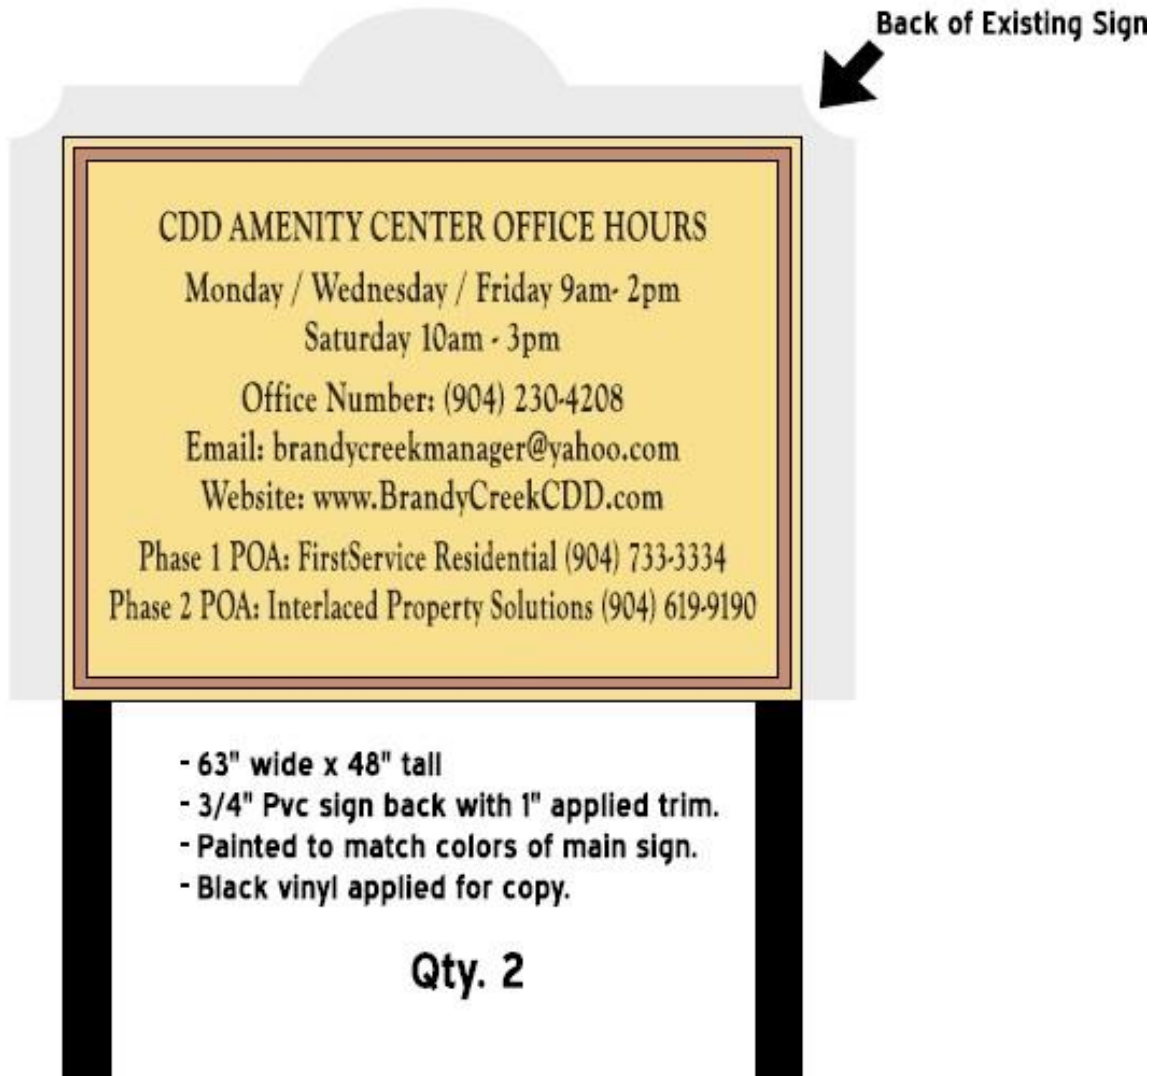 Back of Existing Sign
CDD AMENITY CENTER OFFICE HOURS
Monday / Wednesday / Friday 9am- 2pm
Saturday 10am - 3pm
Office Number: (904) 230-4208
Email: brandycreekmanager@yahoo.com
Website: www.BrandyCreekCDD.com
Phase 1 POA: FirstService Residential (904) 733-3334
Phase 2 POA: Interlaced Property Solutions (904) 619-9190
- 63" wide x 48" tall
- 3/4" Pvc sign back with 1" applied trim.
- Painted to match colors of main sign.
- Black vinyl applied for copy.
Qty. 2